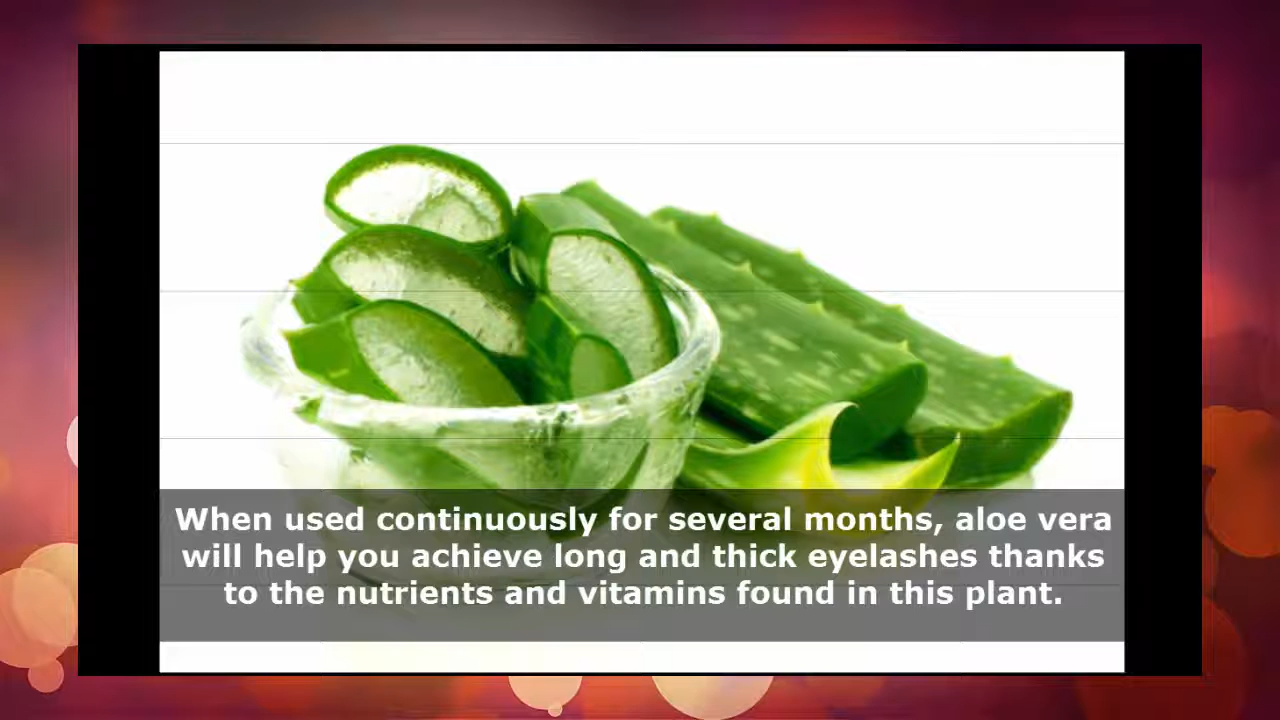 When used continuously for several months, aloe vera
will help you achieve long and thick eyelashes thanks
to the nutrients and vitamins found in this plant.